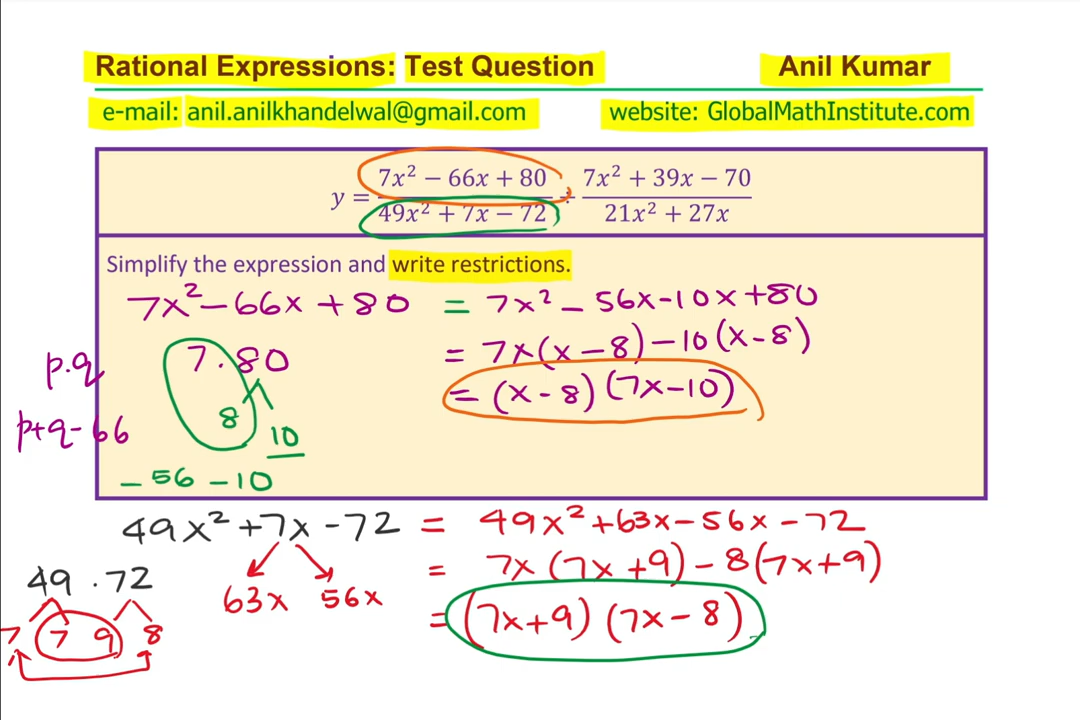 Rational Expressions: Test Question Anil Kumar
e-mail: anil.anilkhandelwal@gmail.com website: GlobalMathInstitute.com
y = (7x² − 66x + 80)/(49x² + 7x − 72) ÷ (7x² + 39x − 70)/(21x² + 27x)
Simplify the expression and write restrictions.
7x² − 66x + 80 = 7x² − 56x − 10x + 80
= 7x(x − 8) − 10(x − 8)
= (x − 8)(7x − 10)
p.q 7.80
8 10
p+q − 66
− 56 − 10
49x² + 7x − 72 = 49x² + 63x − 56x − 72
63x 56x
= 7x(7x + 9) − 8(7x + 9)
= (7x + 9)(7x − 8)
49 . 72
7 7 9 8